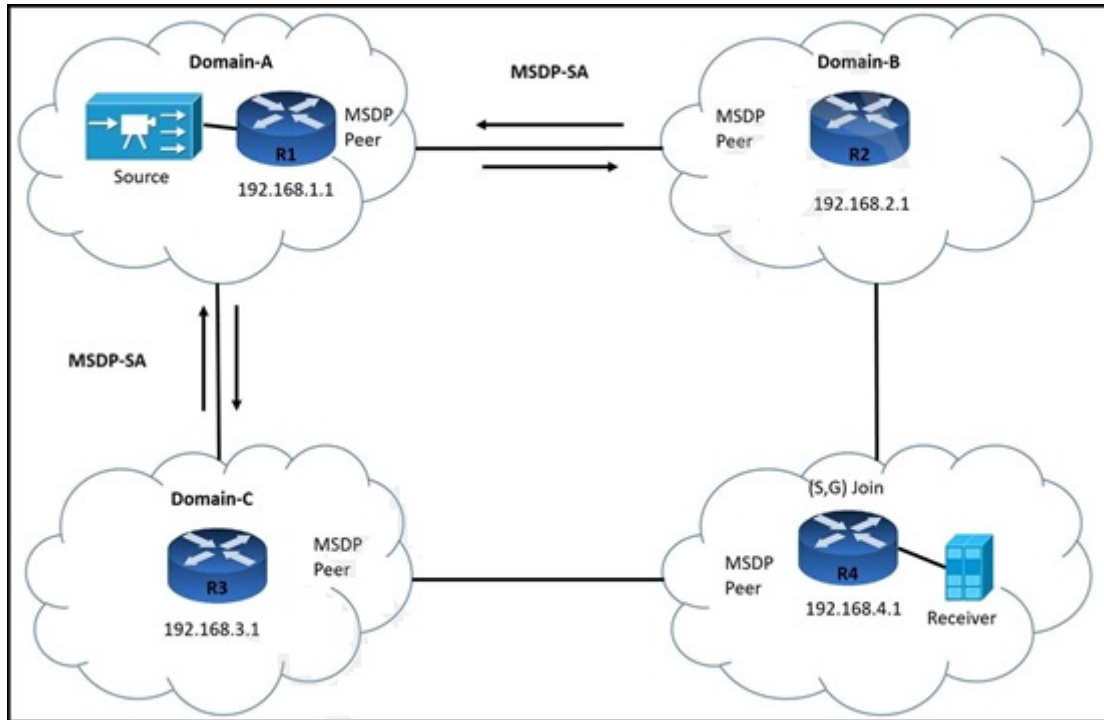 Domain-A
MSDP-SA
Domain-B
MSDP
Peer
MSDP
Peer
R1
R2
Source
192.168.1.1
192.168.2.1
MSDP-SA
Domain-C
(S,G) Join
MSDP
Peer
MSDP
Peer
R3
R4
192.168.3.1
192.168.4.1
Receiver